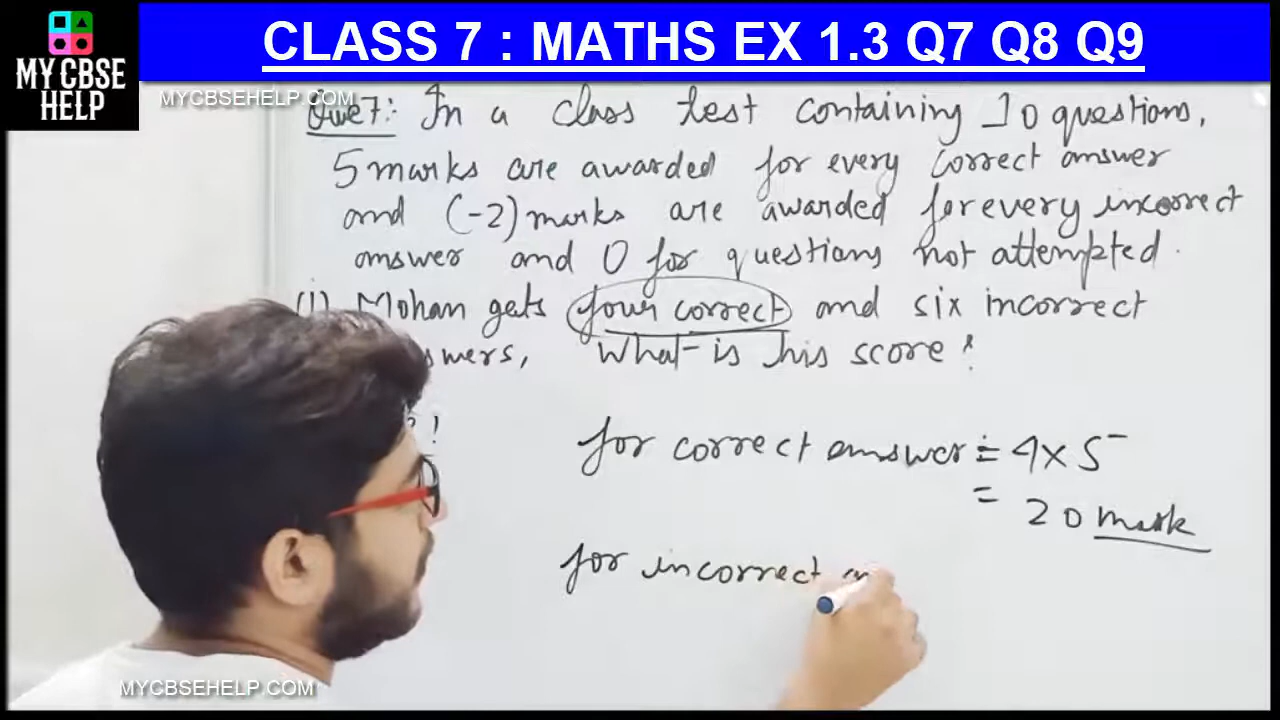 CLASS 7 : MATHS EX 1.3 Q7 Q8 Q9
MY CBSE
HELP
MYCBSEHELP.COM
Que7:- In a class test containing 10 questions,
5 marks are awarded for every correct answer
and (-2) marks are awarded for every incorrect
answer and 0 for questions not attempted.
(i) Mohan gets four correct and six incorrect
swers, What is his score?
for correct answer = 4 x 5
= 20 mark
for incorrect
MYCBSEHELP.COM